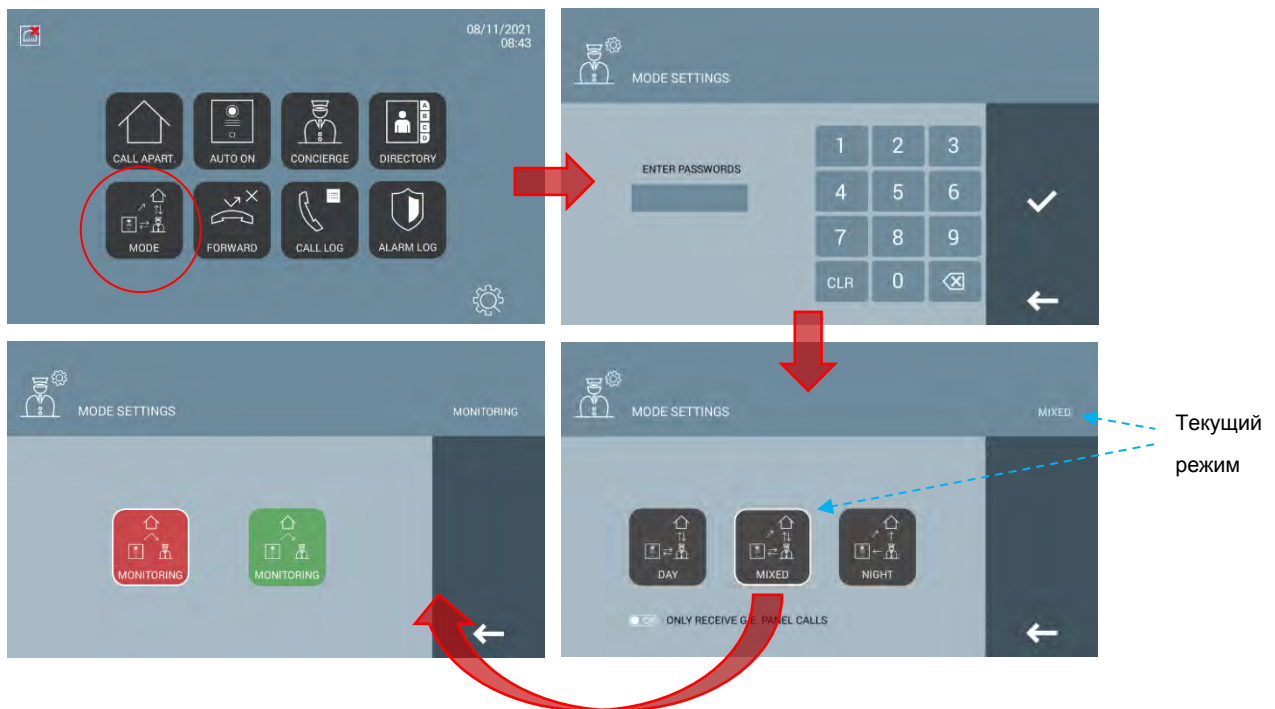 08/11/2021
08:43
CALL APART.
AUTO ON
CONCIERGE
A
B
C
D
DIRECTORY
MODE
FORWARD
CALL LOG
ALARM LOG
MODE SETTINGS
ENTER PASSWORDS
1 2 3
4 5 6
7 8 9
CLR 0
MODE SETTINGS
MONITORING
MONITORING
MONITORING
MODE SETTINGS
MIXED
DAY
MIXED
NIGHT
ONLY RECEIVE G.E. PANEL CALLS
Текущий
режим